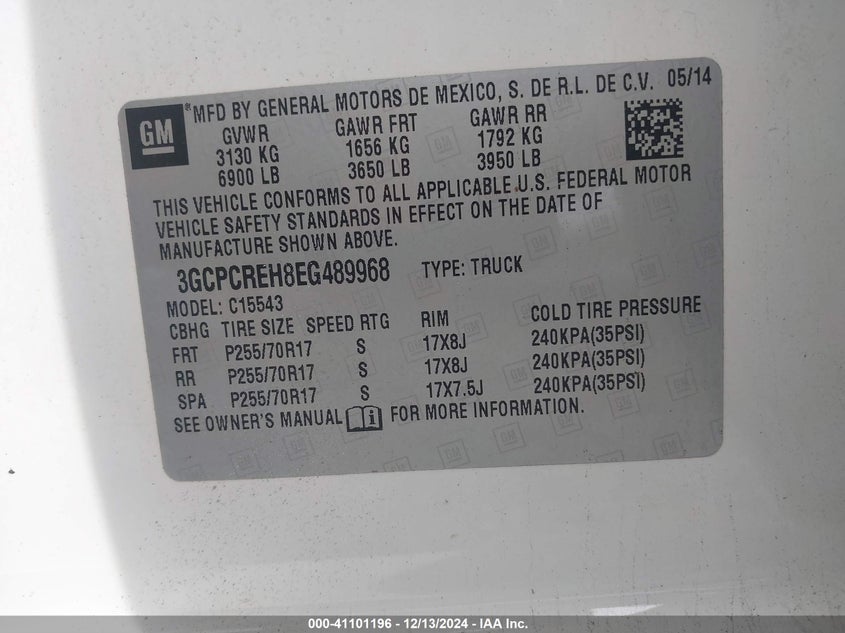 GM ® MFD BY GENERAL MOTORS DE MEXICO, S. DE R.L. DE C.V. 05/14
GVWR GAWR FRT GAWR RR
3130 KG 1656 KG 1792 KG
6900 LB 3650 LB 3950 LB
THIS VEHICLE CONFORMS TO ALL APPLICABLE U.S. FEDERAL MOTOR
VEHICLE SAFETY STANDARDS IN EFFECT ON THE DATE OF
MANUFACTURE SHOWN ABOVE.
3GCPCREH8EG489968 TYPE: TRUCK
MODEL: C15543
CBHG TIRE SIZE SPEED RTG RIM COLD TIRE PRESSURE
FRT P255/70R17 S 17X8J 240KPA(35PSI)
RR P255/70R17 S 17X8J 240KPA(35PSI)
SPA P255/70R17 S 17X7.5J 240KPA(35PSI)
SEE OWNER'S MANUAL i FOR MORE INFORMATION.
000-41101196 - 12/13/2024 - IAA Inc.